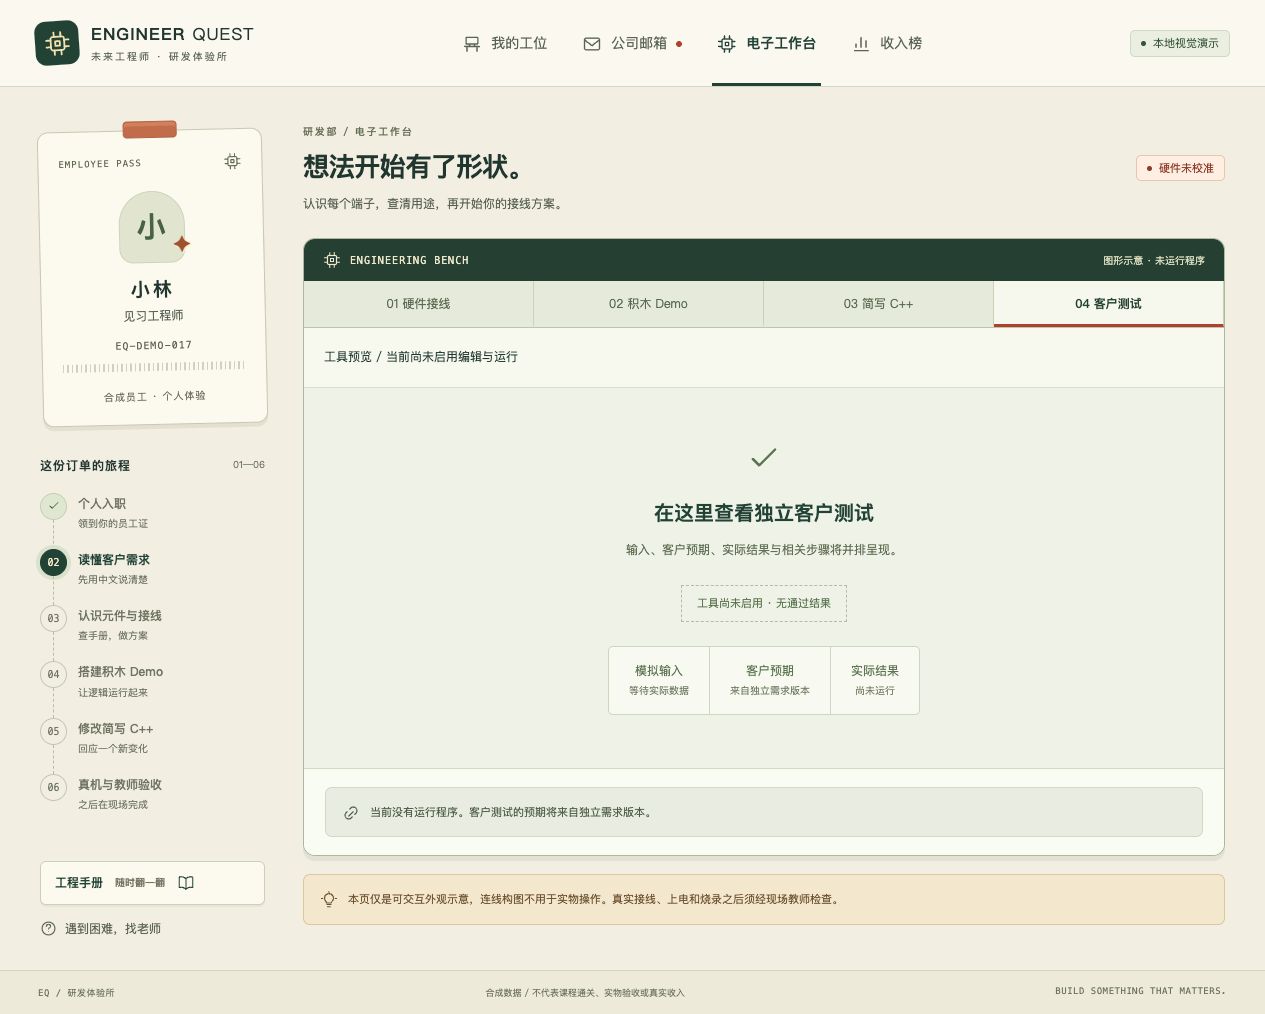 ENGINEER QUEST
未来工程师 · 研发体验所
我的工位
公司邮箱
电子工作台
收入榜
本地视觉演示
EMPLOYEE PASS
小
小林
见习工程师
EQ-DEMO-017
合成员工 · 个人体验
这份订单的旅程
01—06
个人入职
领到你的员工证
02
读懂客户需求
先用中文说清楚
03
认识元件与接线
查手册，做方案
04
搭建积木 Demo
让逻辑运行起来
05
修改简写 C++
回应一个新变化
06
真机与教师验收
之后在现场完成
工程手册 随时翻一翻
遇到困难，找老师
研发部 / 电子工作台
想法开始有了形状。
认识每个端子，查清用途，再开始你的接线方案。
硬件未校准
ENGINEERING BENCH
图形示意 · 未运行程序
01 硬件接线
02 积木 Demo
03 简写 C++
04 客户测试
工具预览 / 当前尚未启用编辑与运行
在这里查看独立客户测试
输入、客户预期、实际结果与相关步骤将并排呈现。
工具尚未启用 · 无通过结果
模拟输入
等待实际数据
客户预期
来自独立需求版本
实际结果
尚未运行
当前没有运行程序。客户测试的预期将来自独立需求版本。
本页仅是可交互外观示意，连线构图不用于实物操作。真实接线、上电和烧录之后须经现场教师检查。
EQ / 研发体验所
合成数据 / 不代表课程通关、实物验收或真实收入
BUILD SOMETHING THAT MATTERS.